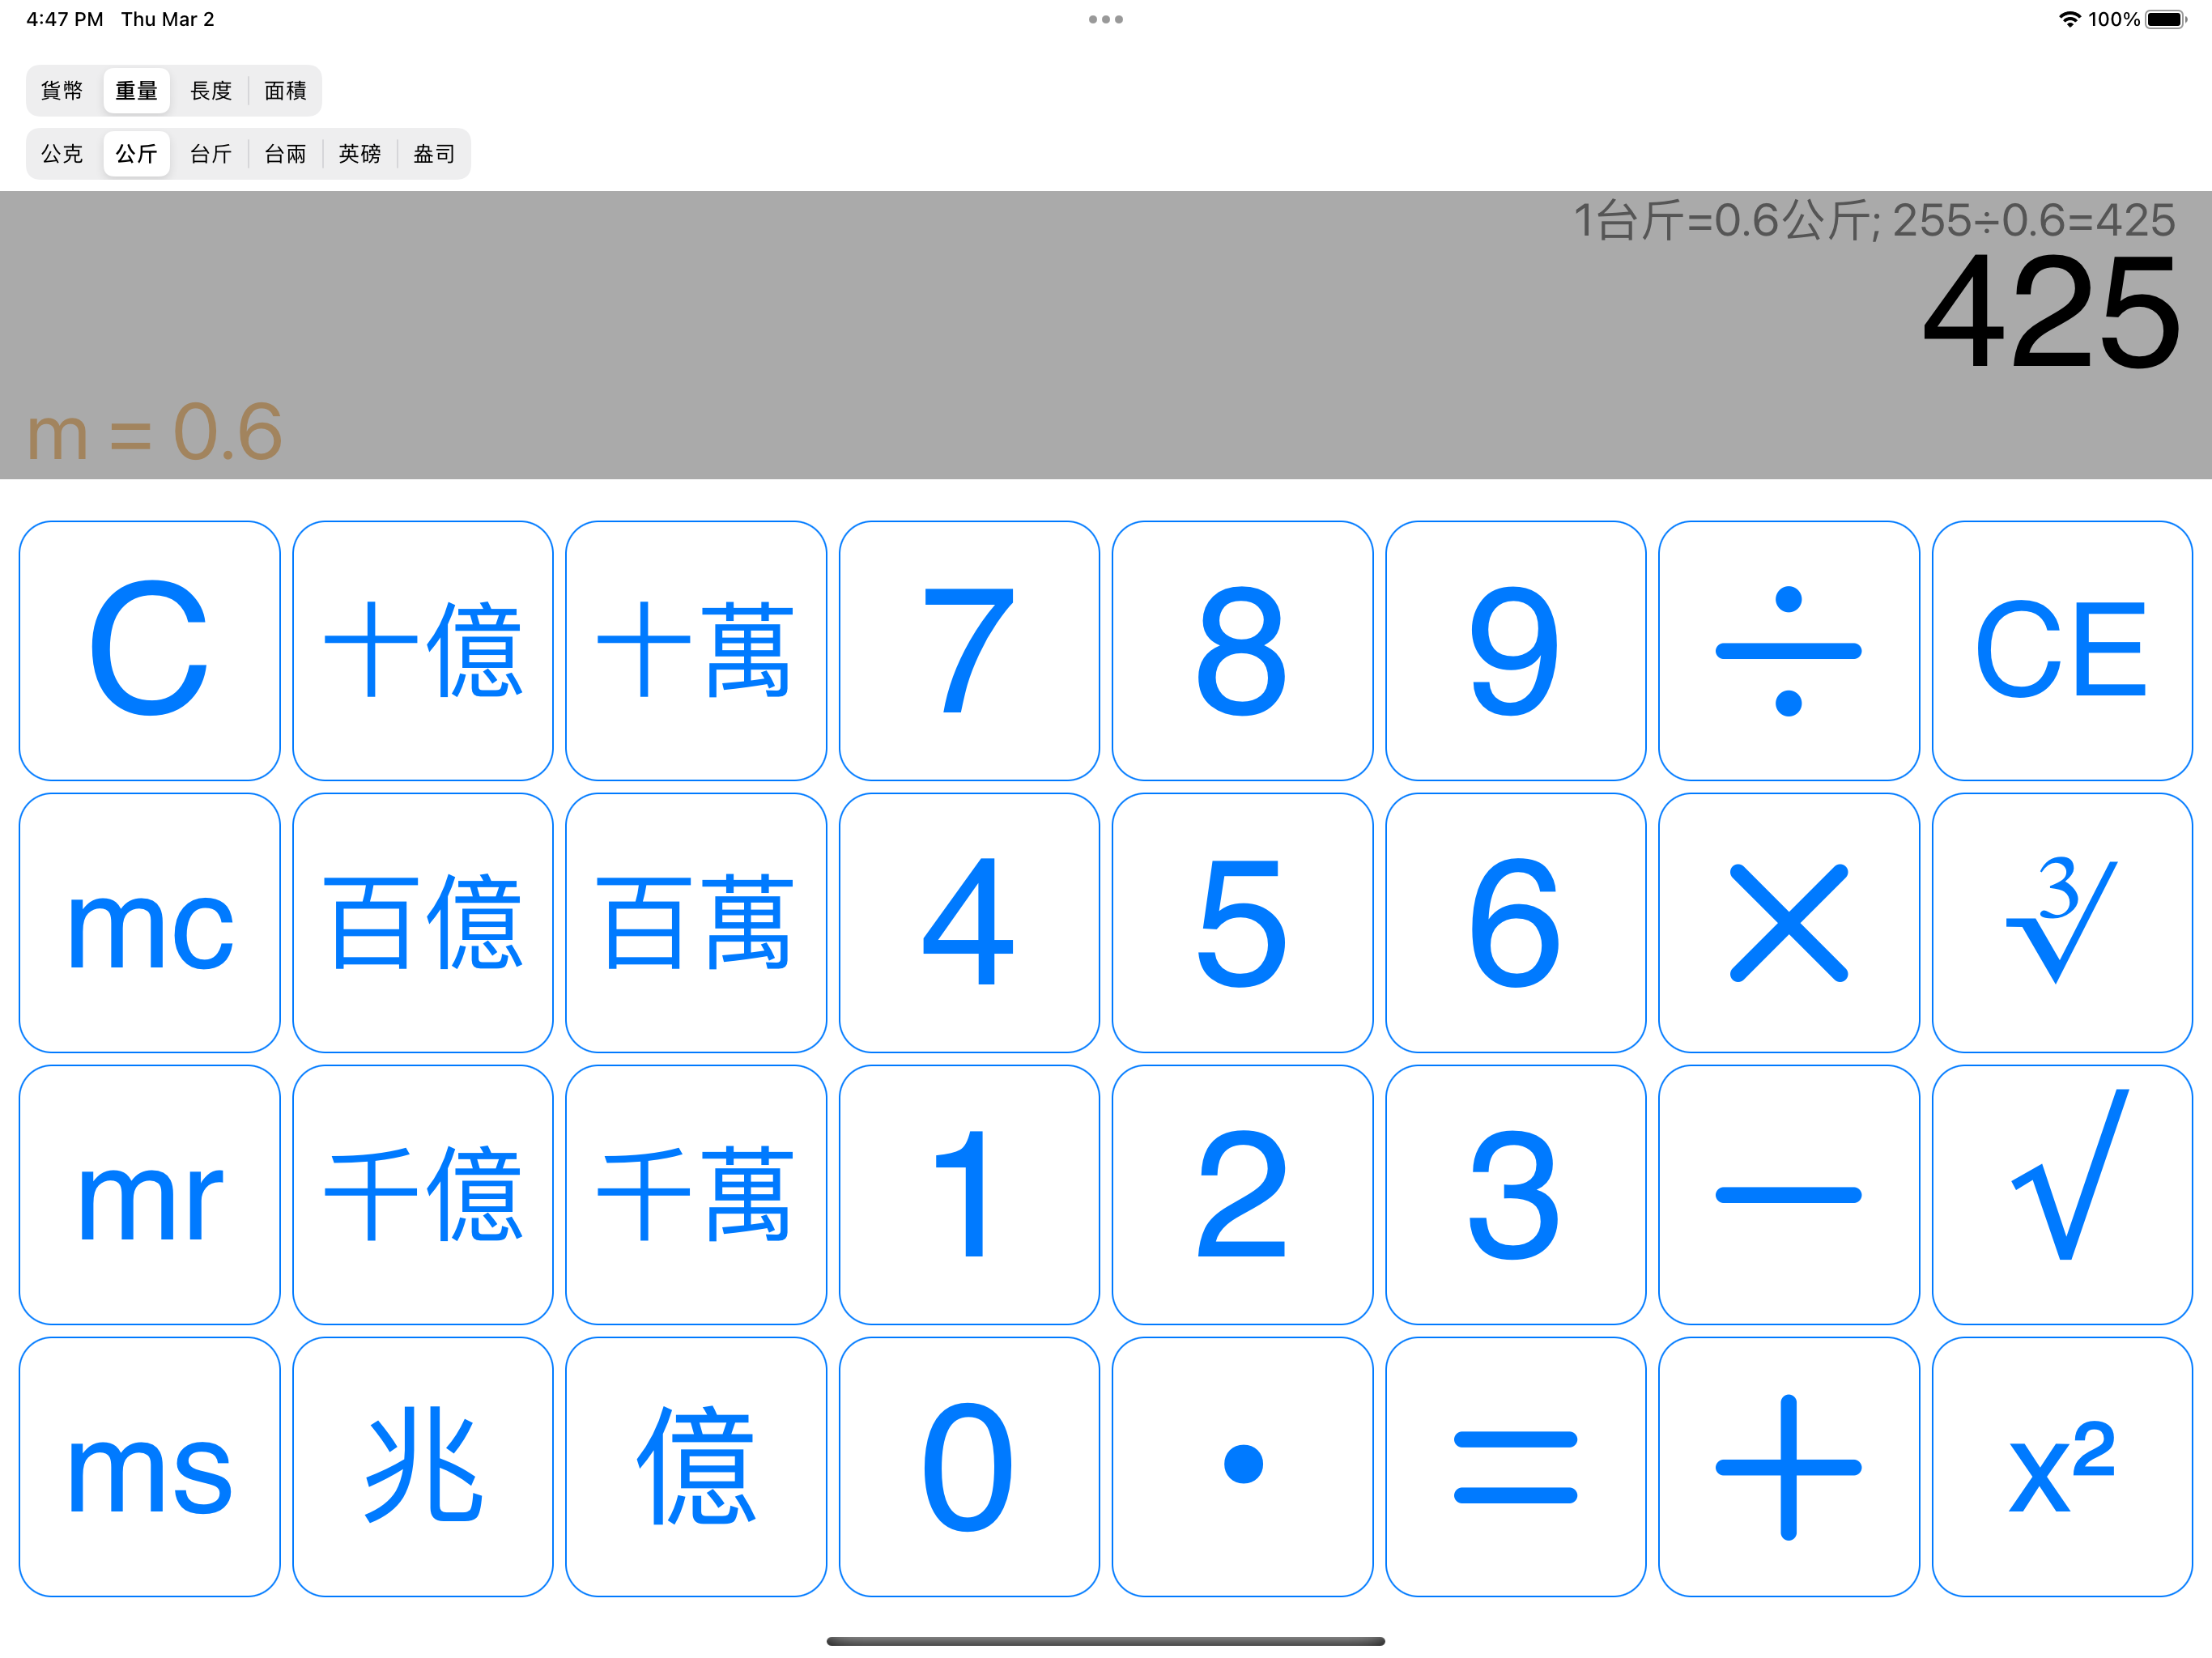 4:47 PM Thu Mar 2
100%
貨幣 重量 長度 面積
公克 公斤 台斤 台兩 英磅 盎司
1台斤=0.6公斤; 255÷0.6=425
425
m = 0.6
C 十億 十萬 7 8 9 ÷ CE
mc 百億 百萬 4 5 6 × ∛
mr 千億 千萬 1 2 3 − √
ms 兆 億 0 • = + x²